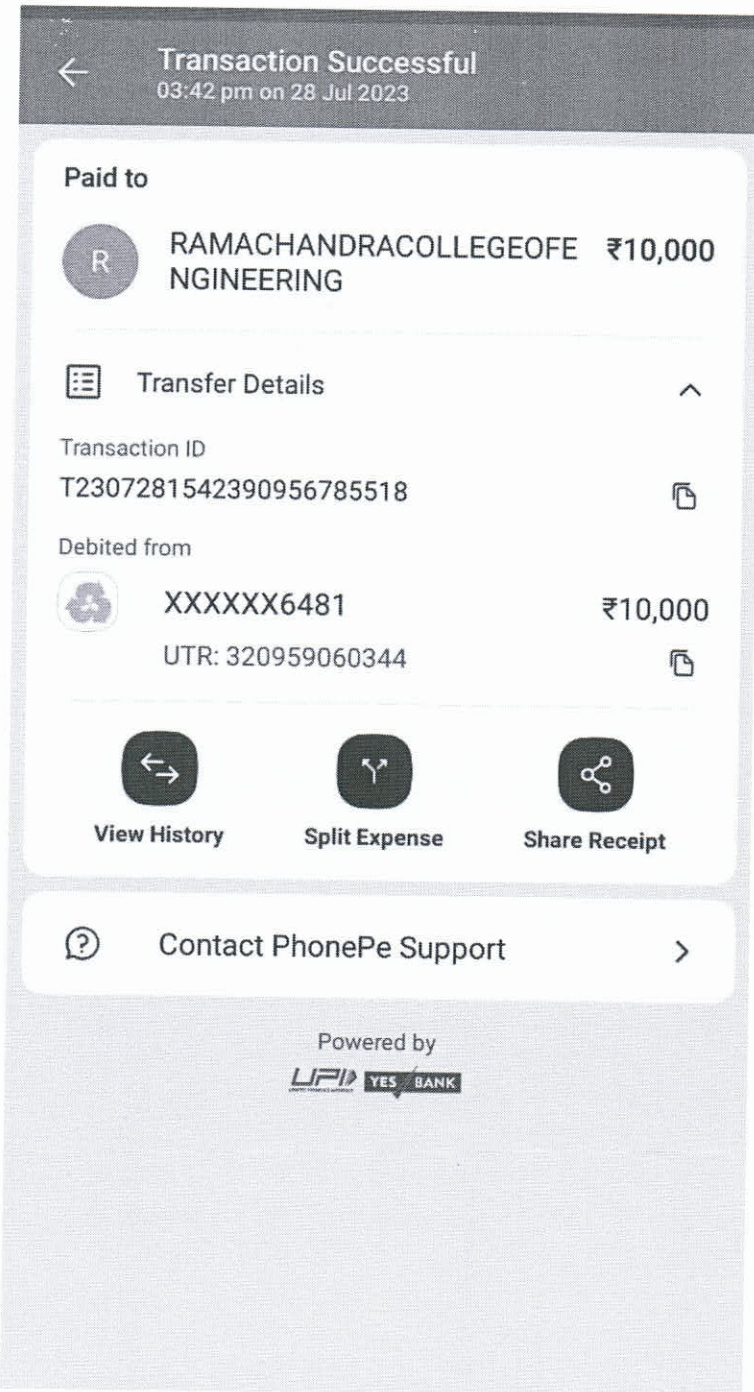 Transaction Successful
03:42 pm on 28 Jul 2023
Paid to
R
RAMACHANDRACOLLEGEOFE ₹10,000
NGINEERING
Transfer Details
Transaction ID
T2307281542390956785518
Debited from
XXXXXX6481 ₹10,000
UTR: 320959060344
View History Split Expense Share Receipt
Contact PhonePe Support
Powered by
UPI YES BANK